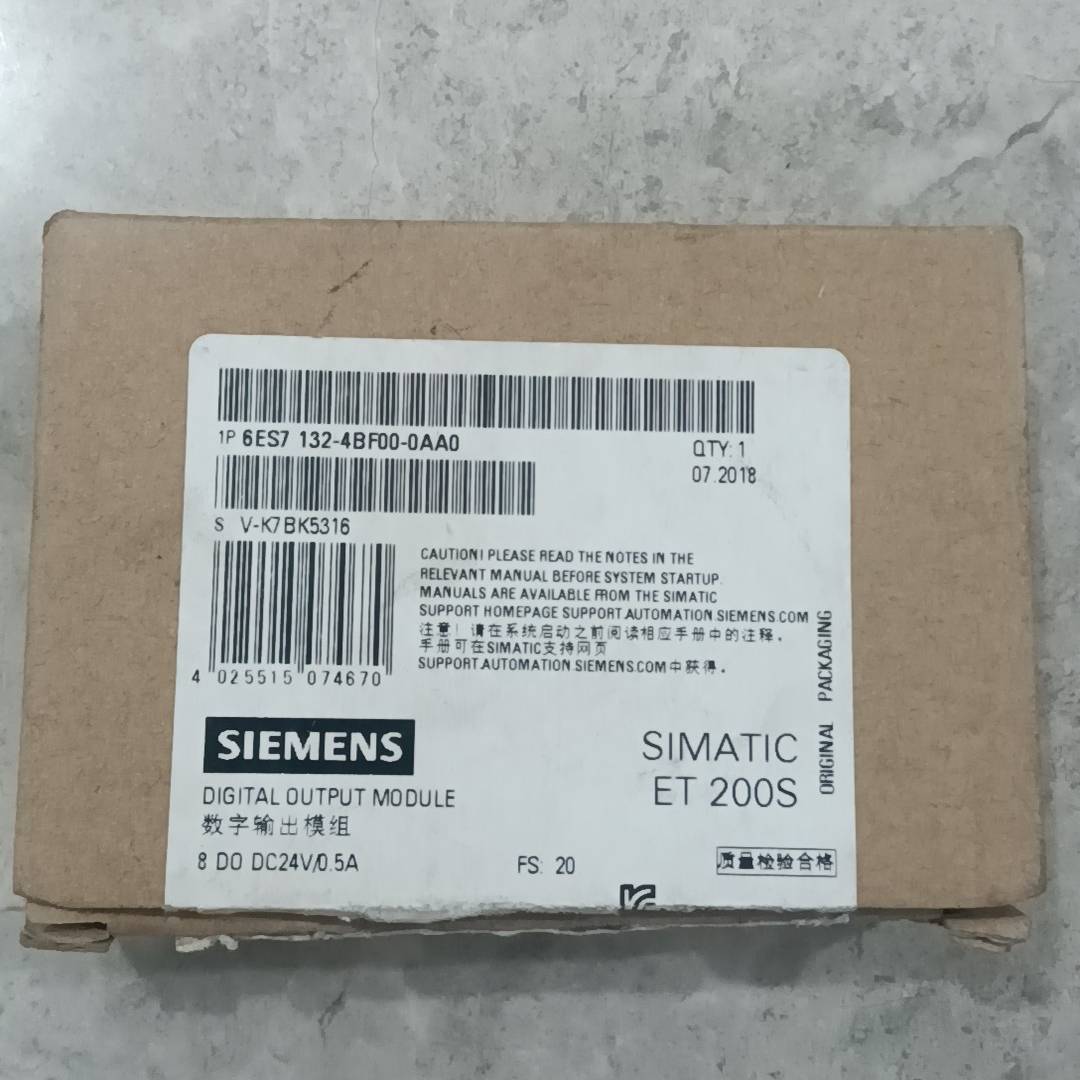 1P 6ES7 132-4BF00-0AA0
QTY: 1
07.2018
S V-K7BK5316
4 025515 074670
CAUTION! PLEASE READ THE NOTES IN THE
RELEVANT MANUAL BEFORE SYSTEM STARTUP.
MANUALS ARE AVAILABLE FROM THE SIMATIC
SUPPORT HOMEPAGE SUPPORT.AUTOMATION.SIEMENS.COM
注意！请在系统启动之前阅读相应手册中的注释。
手册可在SIMATIC支持网页
SUPPORT.AUTOMATION.SIEMENS.COM中获得。
ORIGINAL PACKAGING
SIEMENS
SIMATIC
ET 200S
DIGITAL OUTPUT MODULE
数字输出模组
8 DO DC24V/0.5A
FS: 20
质量检验合格